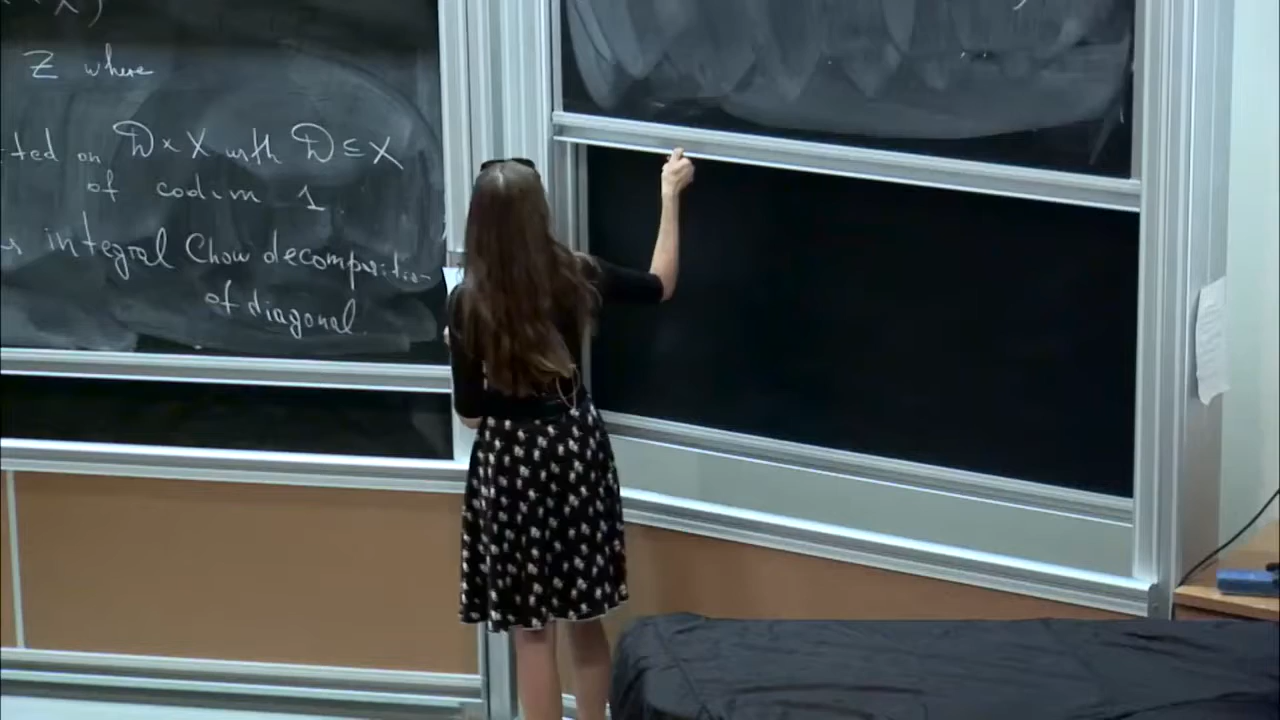 Z where
ted on D×X with D⊆X
of codim 1
integral Chow decomposition
of diagonal